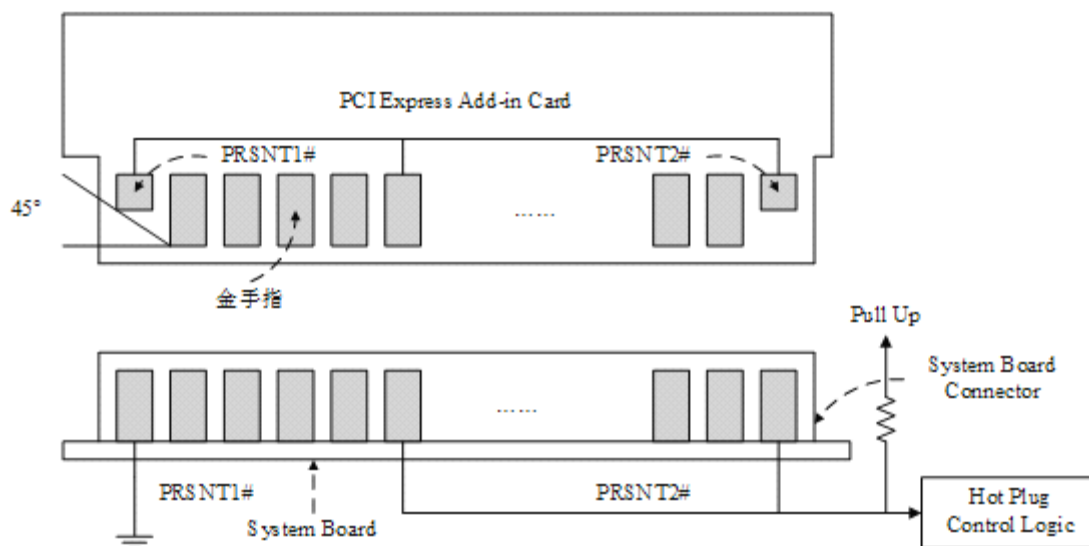 PCI Express Add-in Card
PRSNT1#
PRSNT2#
45°
……
金手指
Pull Up
System Board
Connector
……
PRSNT1#
PRSNT2#
System Board
Hot Plug
Control Logic